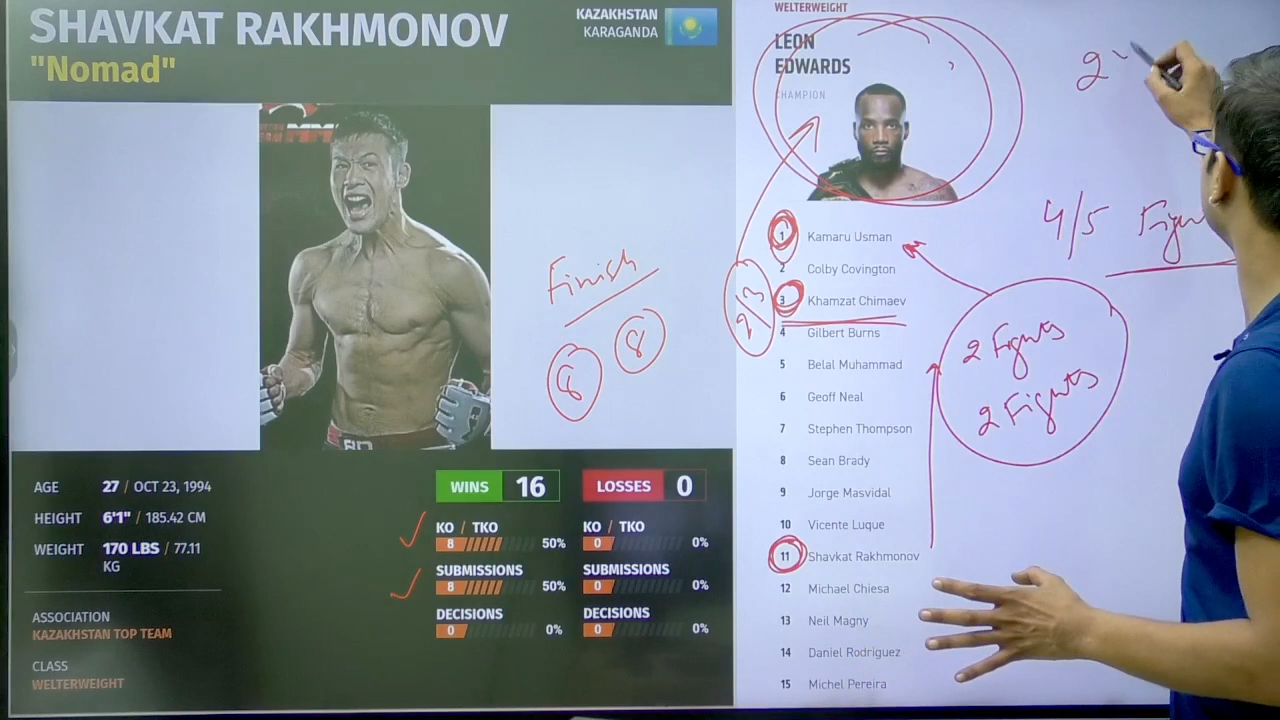 SHAVKAT RAKHMONOV
"Nomad"
KAZAKHSTAN
KARAGANDA
MMA
Finish
8 8
AGE 27 / OCT 23, 1994
HEIGHT 6'1" / 185.42 CM
WEIGHT 170 LBS / 77.11
KG
ASSOCIATION
KAZAKHSTAN TOP TEAM
CLASS
WELTERWEIGHT
WINS 16
KO / TKO
8 50%
SUBMISSIONS
8 50%
DECISIONS
0 0%
LOSSES 0
KO / TKO
0 0%
SUBMISSIONS
0 0%
DECISIONS
0 0%
WELTERWEIGHT
LEON
EDWARDS
CHAMPION
1 Kamaru Usman
2 Colby Covington
3 Khamzat Chimaev
4 Gilbert Burns
5 Belal Muhammad
6 Geoff Neal
7 Stephen Thompson
8 Sean Brady
9 Jorge Masvidal
10 Vicente Luque
11 Shavkat Rakhmonov
12 Michael Chiesa
13 Neil Magny
14 Daniel Rodriguez
15 Michel Pereira
2/3
2 Fights
2 Fights
4/5
2